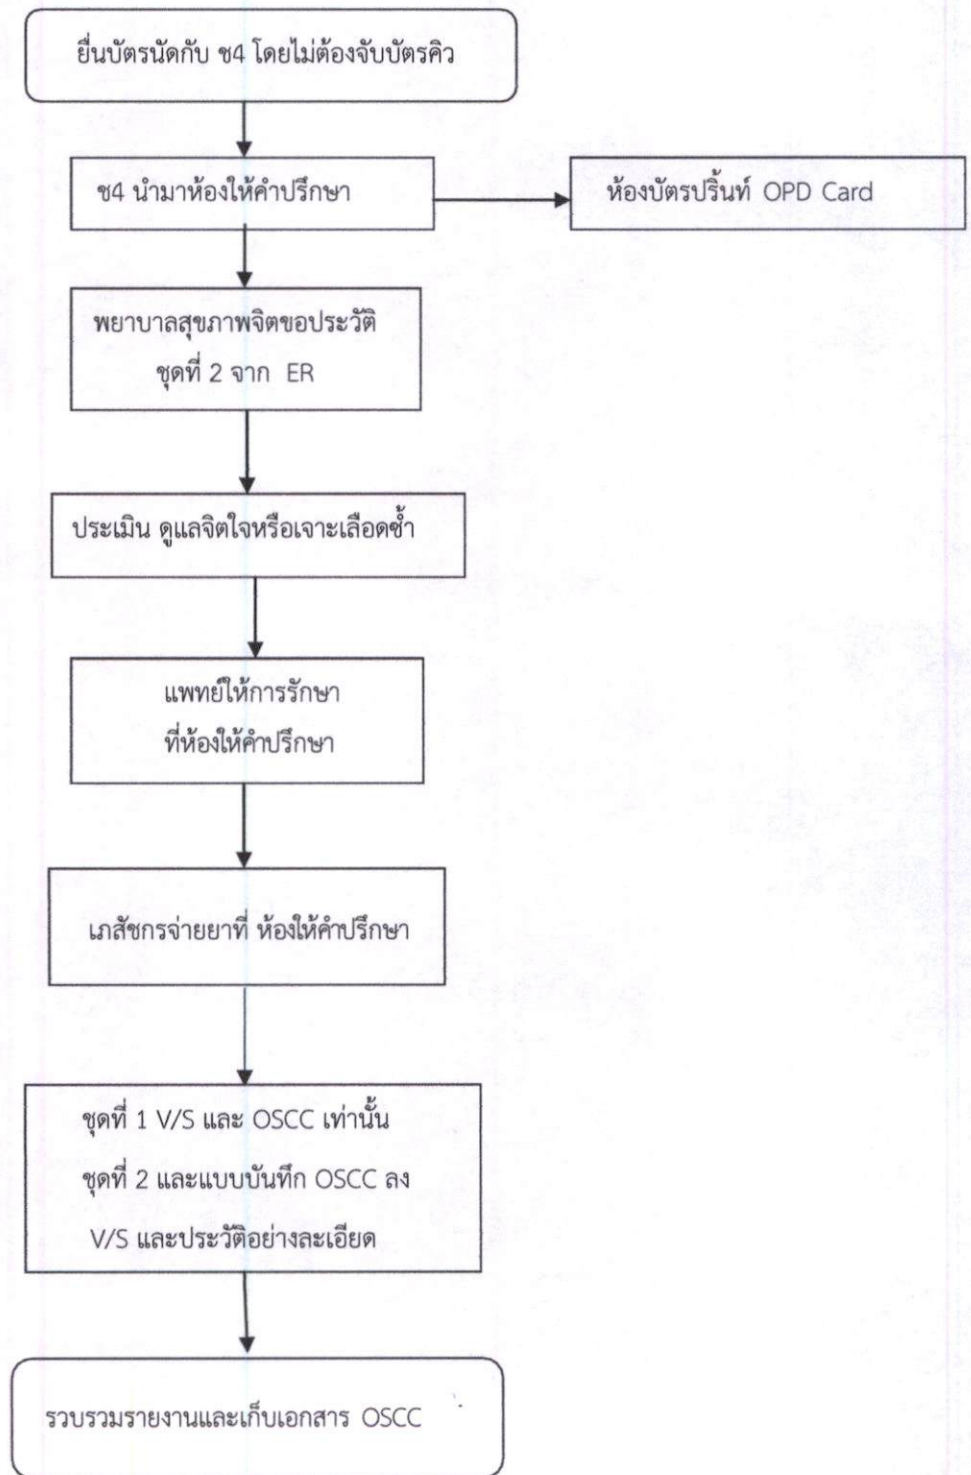 ยื่นบัตรนัดกับ ช4 โดยไม่ต้องจับบัตรคิว
ช4 นำมาห้องให้คำปรึกษา
ห้องบัตรปริ้นท์ OPD Card
พยาบาลสุขภาพจิตขอประวัติ
ชุดที่ 2 จาก ER
ประเมิน ดูแลจิตใจหรือเจาะเลือดซ้ำ
แพทย์ให้การรักษา
ที่ห้องให้คำปรึกษา
เภสัชกรจ่ายยาที่ ห้องให้คำปรึกษา
ชุดที่ 1 V/S และ OSCC เท่านั้น
ชุดที่ 2 และแบบบันทึก OSCC ลง
V/S และประวัติอย่างละเอียด
รวบรวมรายงานและเก็บเอกสาร OSCC